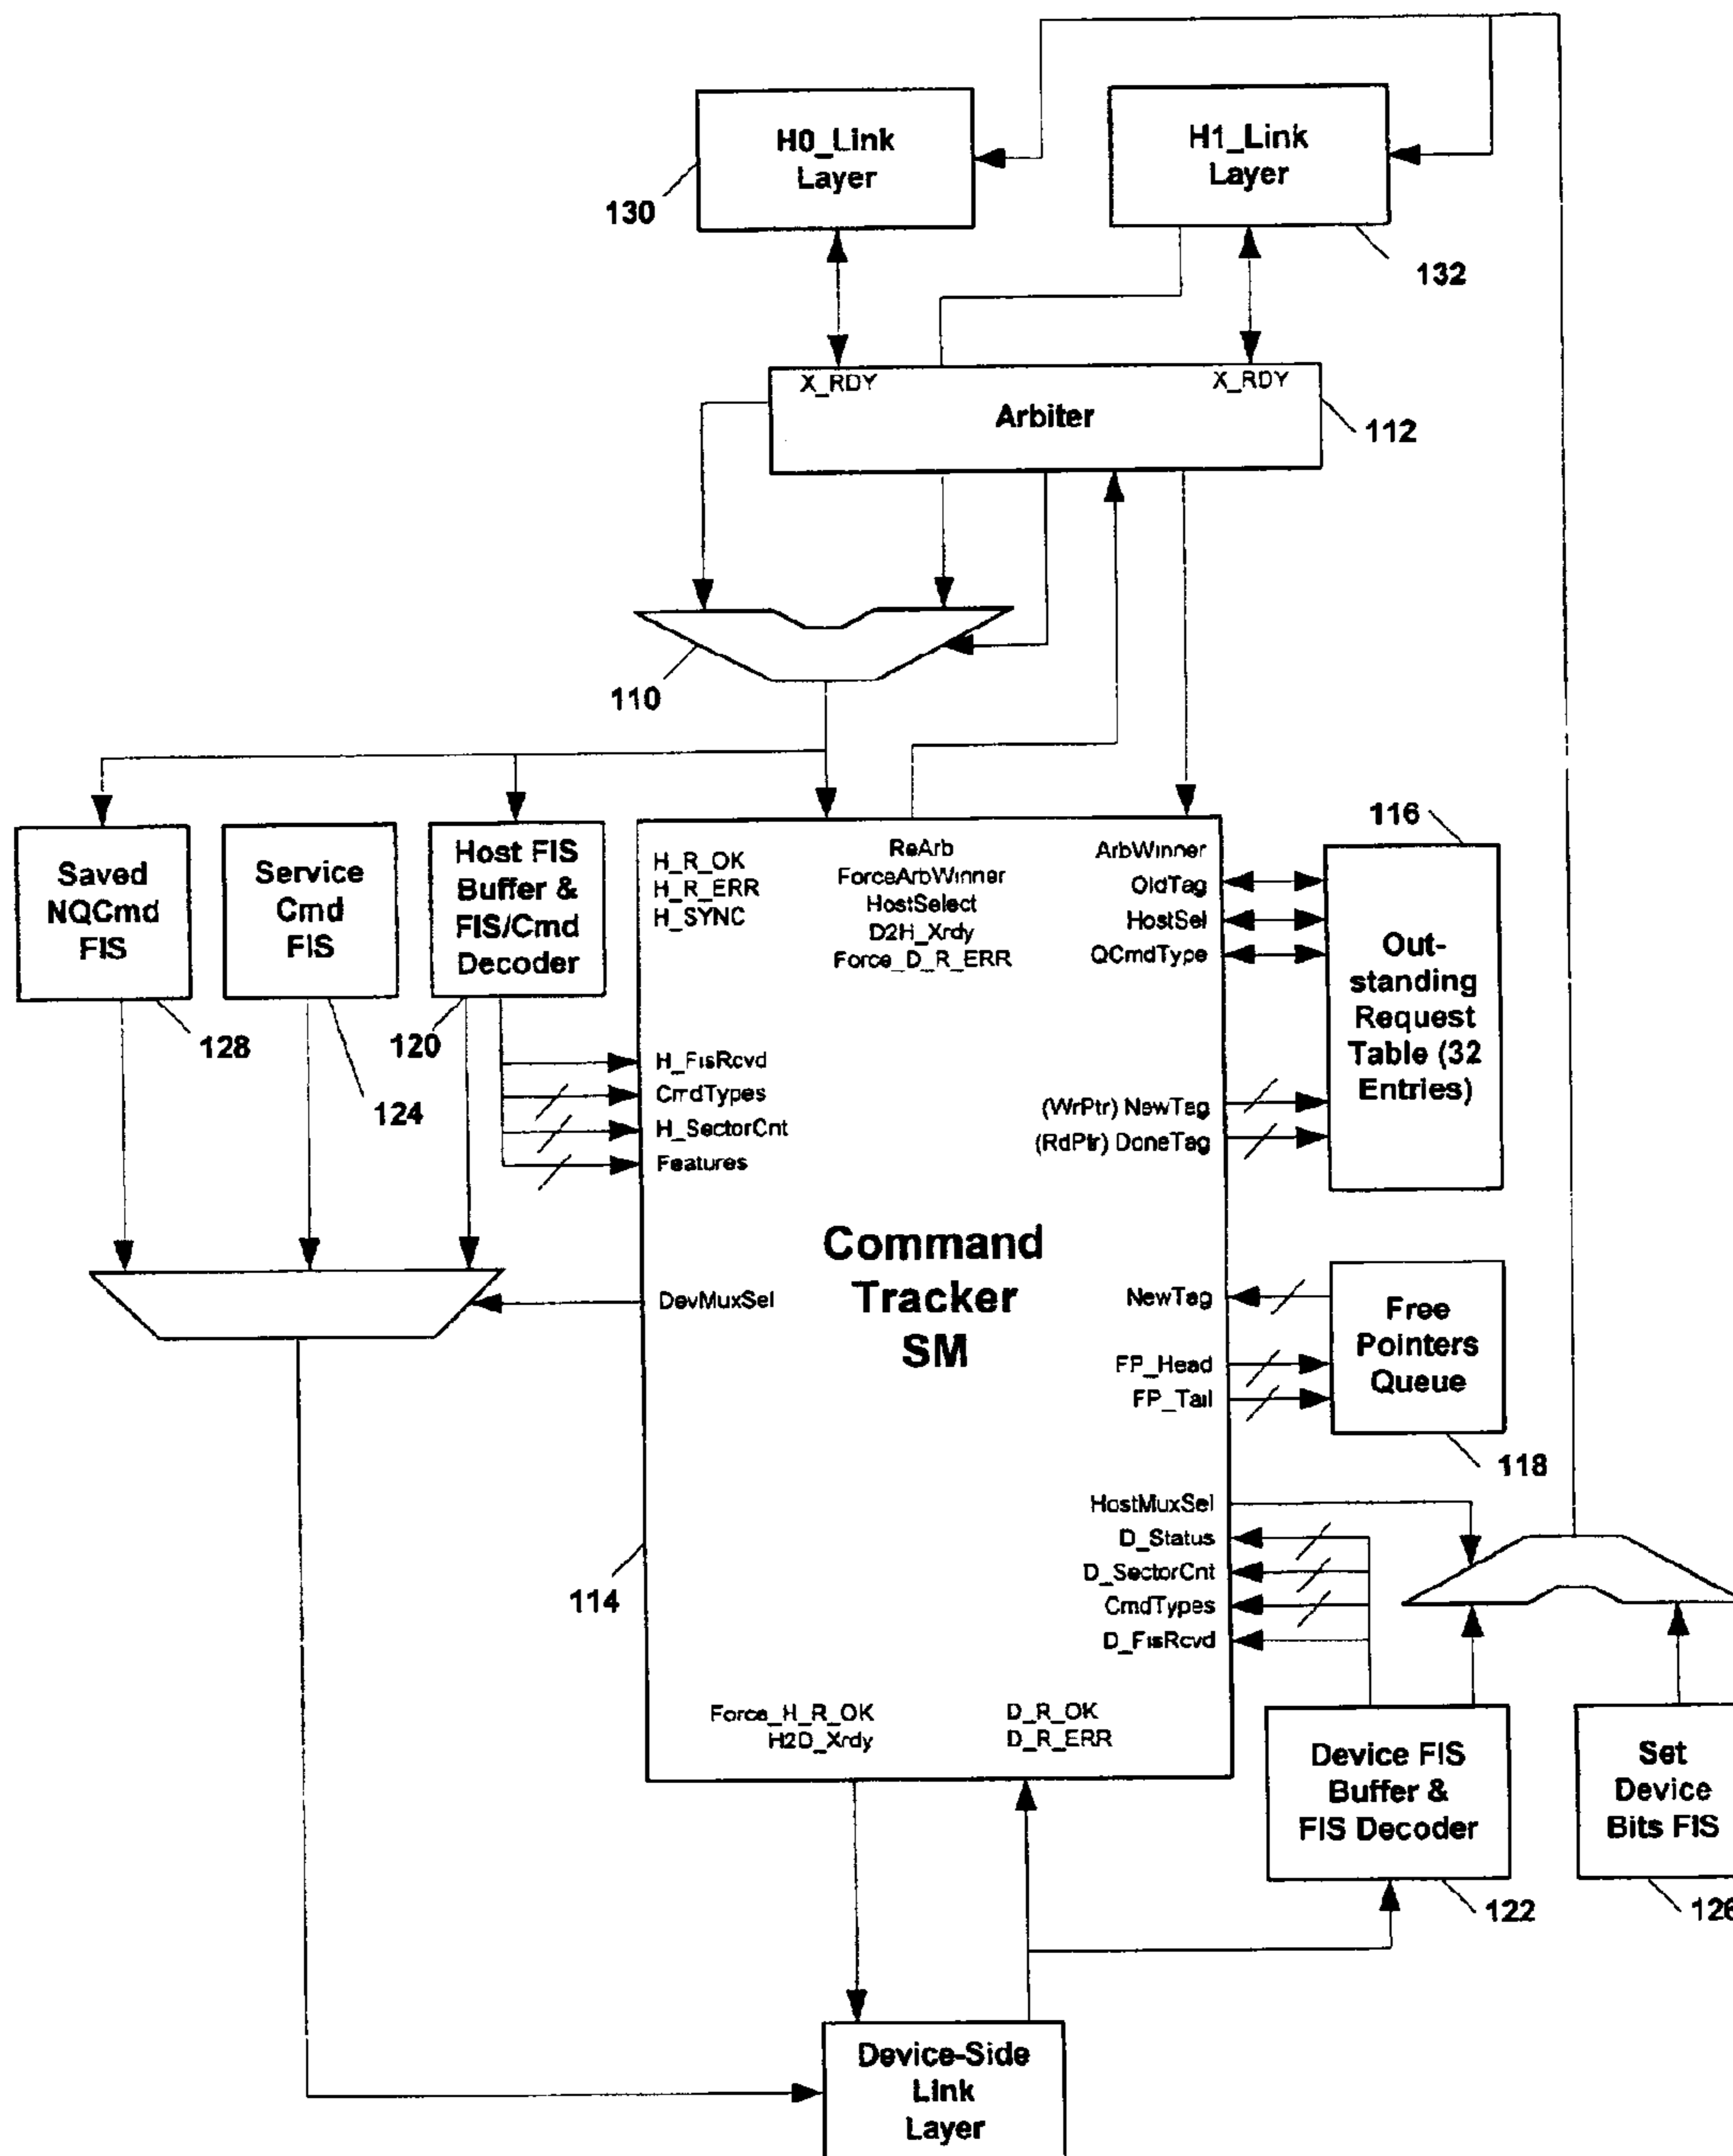 H0_Link
Layer
130
H1_Link
Layer
132
X_RDY
X_RDY
Arbiter
112
110
Saved
NQCmd
FIS
128
Service
Cmd
FIS
124
Host FIS
Buffer &
FIS/Cmd
Decoder
120
H_R_OK
H_R_ERR
H_SYNC
ReArb
ForceArbWinner
HostSelect
D2H_Xrdy
Force_D_R_ERR
ArbWinner
OldTag
HostSel
QCmdType
116
Out-
standing
Request
Table (32
Entries)
H_FisRcvd
CmdTypes
H_SectorCnt
Features
(WrPtr) NewTag
(RdPtr) DoneTag
Command
Tracker
SM
DevMuxSel
NewTag
FP_Head
FP_Tail
Free
Pointers
Queue
118
HostMuxSel
D_Status
D_SectorCnt
CmdTypes
D_FisRcvd
114
Force_H_R_OK
H2D_Xrdy
D_R_OK
D_R_ERR
Device FIS
Buffer &
FIS Decoder
122
Set
Device
Bits FIS
126
Device-Side
Link
Layer